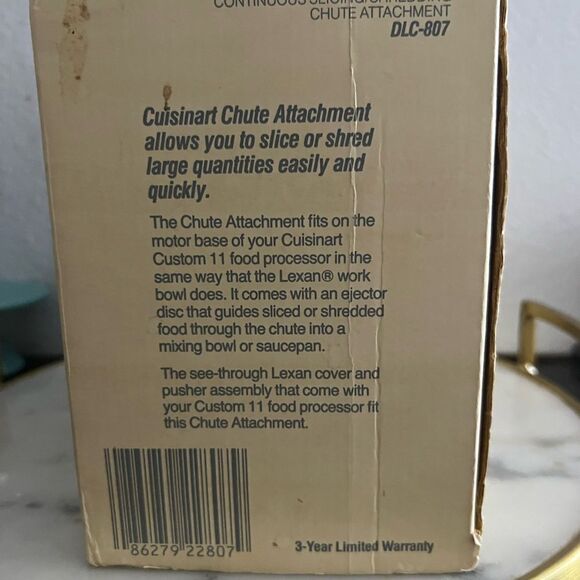 CONTINUOUS SLICING/SHREDDING
CHUTE ATTACHMENT
DLC-807
Cuisinart Chute Attachment
allows you to slice or shred
large quantities easily and
quickly.
The Chute Attachment fits on the
motor base of your Cuisinart
Custom 11 food processor in the
same way that the Lexan® work
bowl does. It comes with an ejector
disc that guides sliced or shredded
food through the chute into a
mixing bowl or saucepan.
The see-through Lexan cover and
pusher assembly that come with
your Custom 11 food processor fit
this Chute Attachment.
86279 22807
3-Year Limited Warranty